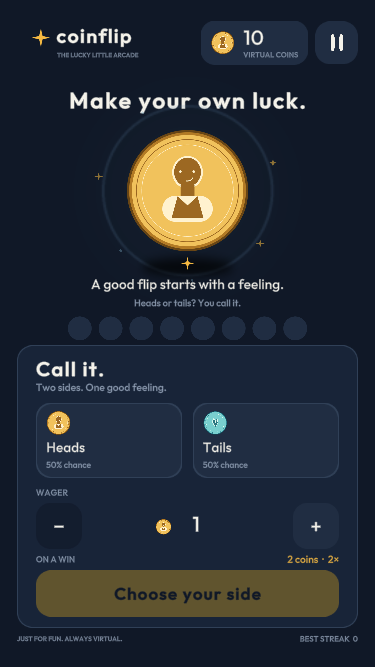 coinflip
THE LUCKY LITTLE ARCADE
10
VIRTUAL COINS
Make your own luck.
A good flip starts with a feeling.
Heads or tails? You call it.
Call it.
Two sides. One good feeling.
Heads
50% chance
Tails
50% chance
WAGER
− 1 +
ON A WIN
2 coins · 2×
Choose your side
JUST FOR FUN. ALWAYS VIRTUAL.
BEST STREAK 0